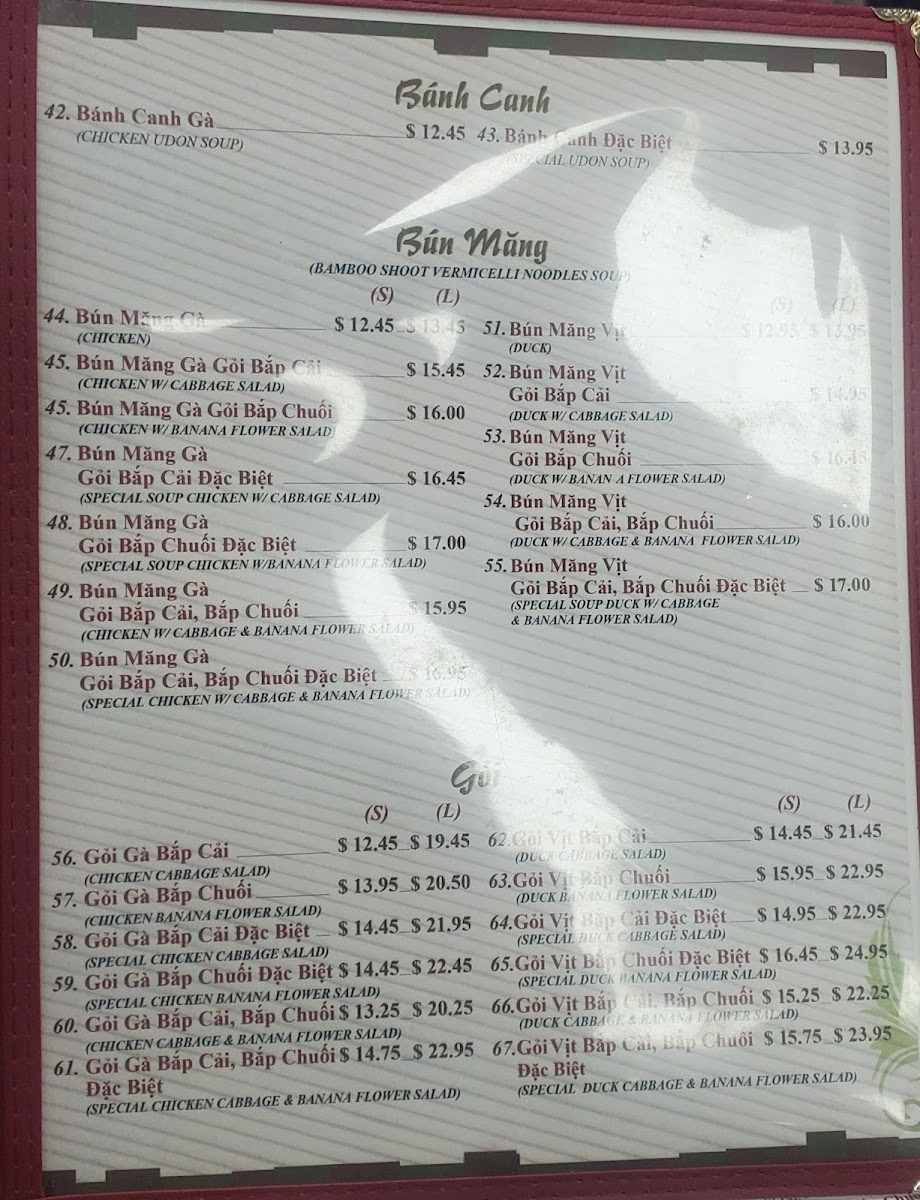 Bánh Canh
42. Bánh Canh Gà $ 12.45
(CHICKEN UDON SOUP)
43. Bánh Canh Đặc Biệt $ 13.95
(SPECIAL UDON SOUP)
Bún Măng
(BAMBOO SHOOT VERMICELLI NOODLES SOUP)
(S) (L)
44. Bún Măng Gà $ 12.45 $ 13.45
(CHICKEN)
45. Bún Măng Gà Gỏi Bắp Cải $ 15.45
(CHICKEN W/ CABBAGE SALAD)
45. Bún Măng Gà Gỏi Bắp Chuối $ 16.00
(CHICKEN W/ BANANA FLOWER SALAD)
47. Bún Măng Gà
Gỏi Bắp Cải Đặc Biệt $ 16.45
(SPECIAL SOUP CHICKEN W/ CABBAGE SALAD)
48. Bún Măng Gà
Gỏi Bắp Chuối Đặc Biệt $ 17.00
(SPECIAL SOUP CHICKEN W/BANANA FLOWER SALAD)
49. Bún Măng Gà
Gỏi Bắp Cải, Bắp Chuối $ 15.95
(CHICKEN W/ CABBAGE & BANANA FLOWER SALAD)
50. Bún Măng Gà
Gỏi Bắp Cải, Bắp Chuối Đặc Biệt $ 16.95
(SPECIAL CHICKEN W/ CABBAGE & BANANA FLOWER SALAD)
(S) (L)
51. Bún Măng Vịt $ 12.95 $ 13.95
(DUCK)
52. Bún Măng Vịt
Gỏi Bắp Cải $ 14.95
(DUCK W/ CABBAGE SALAD)
53. Bún Măng Vịt
Gỏi Bắp Chuối $ 16.45
(DUCK W/ BANAN A FLOWER SALAD)
54. Bún Măng Vịt
Gỏi Bắp Cải, Bắp Chuối $ 16.00
(DUCK W/ CABBAGE & BANANA FLOWER SALAD)
55. Bún Măng Vịt
Gỏi Bắp Cải, Bắp Chuối Đặc Biệt $ 17.00
(SPECIAL SOUP DUCK W/ CABBAGE
& BANANA FLOWER SALAD)
Gỏi
(S) (L)
56. Gỏi Gà Bắp Cải $ 12.45 $ 19.45
(CHICKEN CABBAGE SALAD)
57. Gỏi Gà Bắp Chuối $ 13.95 $ 20.50
(CHICKEN BANANA FLOWER SALAD)
58. Gỏi Gà Bắp Cải Đặc Biệt $ 14.45 $ 21.95
(SPECIAL CHICKEN CABBAGE SALAD)
59. Gỏi Gà Bắp Chuối Đặc Biệt $ 14.45 $ 22.45
(SPECIAL CHICKEN BANANA FLOWER SALAD)
60. Gỏi Gà Bắp Cải, Bắp Chuối $ 13.25 $ 20.25
(CHICKEN CABBAGE & BANANA FLOWER SALAD)
61. Gỏi Gà Bắp Cải, Bắp Chuối $ 14.75 $ 22.95
Đặc Biệt
(SPECIAL CHICKEN CABBAGE & BANANA FLOWER SALAD)
(S) (L)
62.Gỏi Vịt Bắp Cải $ 14.45 $ 21.45
(DUCK CABBAGE SALAD)
63.Gỏi Vịt Bắp Chuối $ 15.95 $ 22.95
(DUCK BANANA FLOWER SALAD)
64.Gỏi Vịt Bắp Cải Đặc Biệt $ 14.95 $ 22.95
(SPECIAL DUCK CABBAGE SALAD)
65.Gỏi Vịt Bắp Chuối Đặc Biệt $ 16.45 $ 24.95
(SPECIAL DUCK BANANA FLOWER SALAD)
66.Gỏi Vịt Bắp Cải, Bắp Chuối $ 15.25 $ 22.25
(DUCK CABBAGE & BANANA FLOWER SALAD)
67.Gỏi Vịt Bắp Cải, Bắp Chuối $ 15.75 $ 23.95
Đặc Biệt
(SPECIAL DUCK CABBAGE & BANANA FLOWER SALAD)